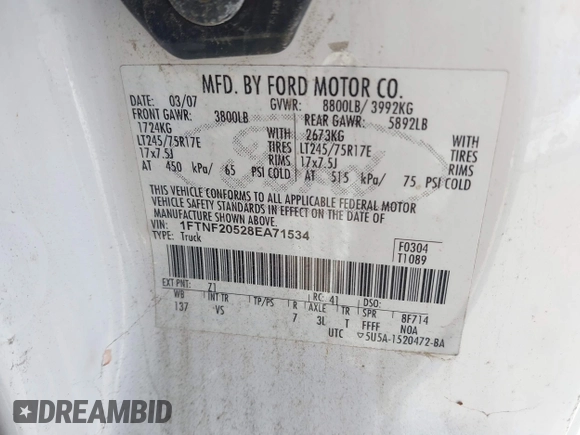 MFD. BY FORD MOTOR CO.
DATE: 03/07 GVWR: 8800LB/ 3992KG
FRONT GAWR: 3800LB REAR GAWR: 5892LB
1724KG WITH 2673KG WITH
LT245/75R17E TIRES LT245/75R17E TIRES
17x7.5J RIMS 17x7.5J RIMS
AT 450 kPa/ 65 PSI COLD AT 515 kPa/ 75 PSI COLD
THIS VEHICLE CONFORMS TO ALL APPLICABLE FEDERAL MOTOR
VEHICLE SAFETY STANDARDS IN EFFECT ON THE DATE OF
MANUFACTURE SHOWN ABOVE.
VIN: 1FTNF20528EA71534 F0304
TYPE: Truck T1089
EXT PNT: Z1 RC: 41 DSO:
WB INT TR TP/PS R AXLE TR SPR 8F714
137 VS 7 3L T FFFF NOA
UTC 5U5A-1520472-BA
DREAMBID